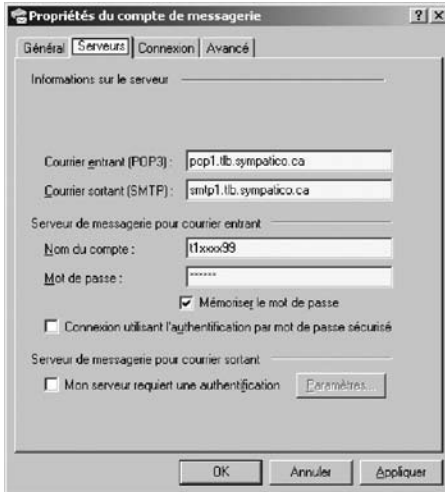 Propriétés du compte de messagerie
Général Serveurs Connexion Avancé
Informations sur le serveur
Courrier entrant (POP3) : pop1.tlb.sympatico.ca
Courrier sortant (SMTP) : smtp1.tlb.sympatico.ca
Serveur de messagerie pour courrier entrant
Nom du compte : t1xxxx99
Mot de passe : ******
Mémoriser le mot de passe
Connexion utilisant l'authentification par mot de passe sécurisé
Serveur de messagerie pour courrier sortant
Mon serveur requiert une authentification Paramètres...
OK Annuler Appliquer